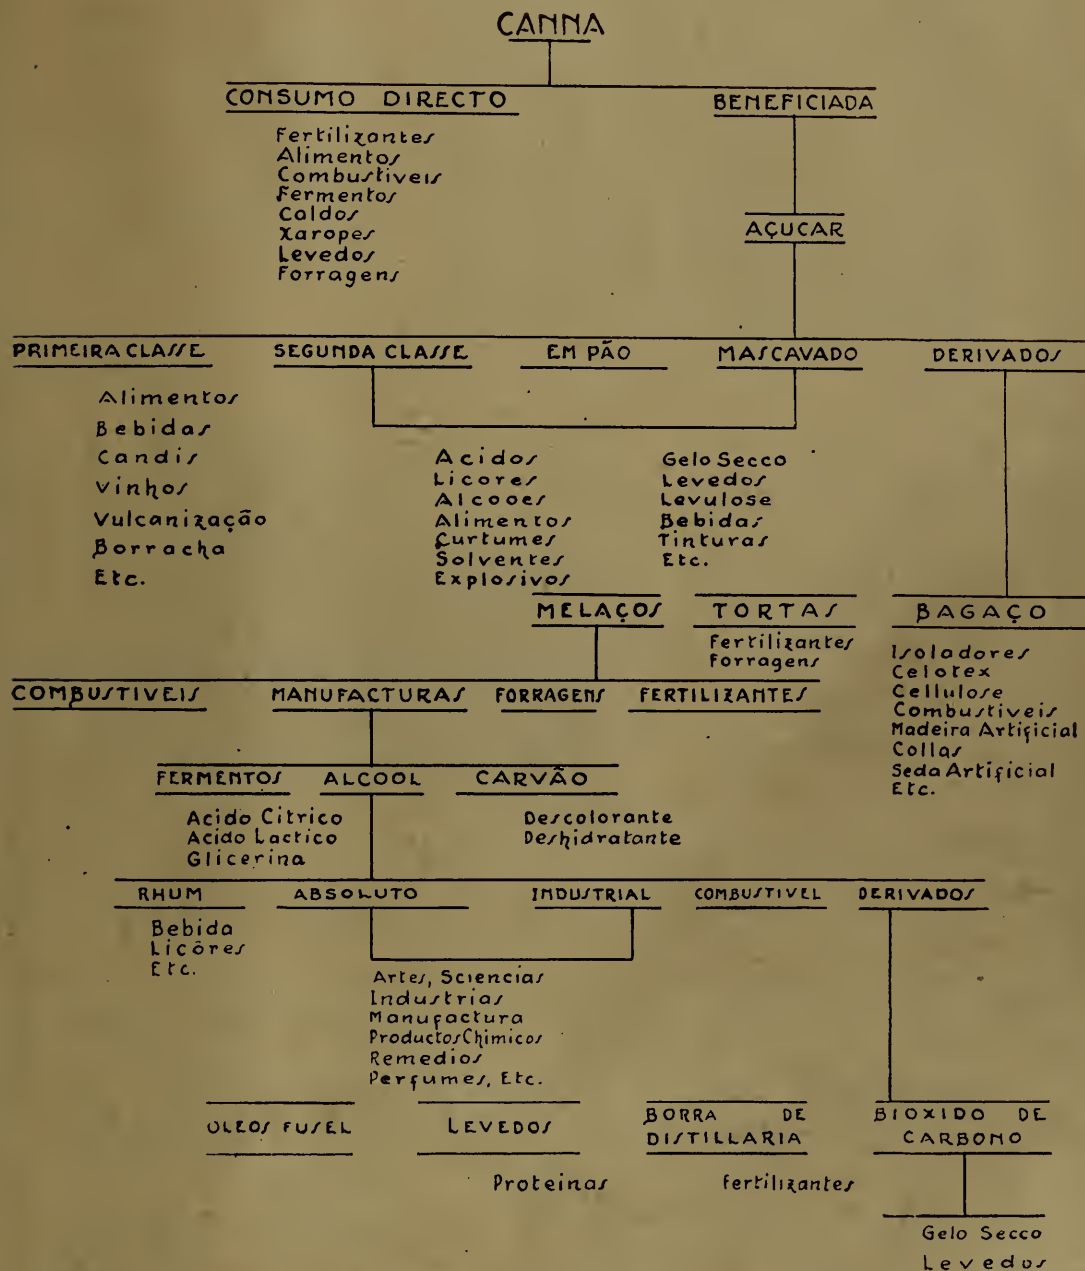 CANNA
CONSUMO DIRECTO
BENEFICIADA
Fertilizantes
Alimentos
Combustiveis
Fermentos
Caldos
Xaropes
Levedos
Forragens
AÇUCAR
PRIMEIRA CLASSE
SEGUNDA CLASSE
EM PÃO
MASCAVADO
DERIVADOS
Alimentos
Bebidas
Candis
Vinhos
Vulcanização
Borracha
Etc.
Acidos
Licores
Alcooes
Alimentos
Curtumes
Solventes
Explosivos
Gelo Secco
Levedos
Levulose
Bebidas
Tinturas
Etc.
MELAÇOS
TORTAS
Fertilizantes
Forragens
BAGAÇO
Isoladores
Celotex
Cellulose
Combustiveis
Madeira Artificial
Collas
Seda Artificial
Etc.
COMBUSTIVEIS
MANUFACTURAS
FORRAGENS
FERTILIZANTES
FERMENTOS
ALCOOL
CARVÃO
Acido Citrico
Acido Lactico
Glicerina
Descolorante
Deshidratante
RHUM
ABSOLUTO
INDUSTRIAL
COMBUSTIVEL
DERIVADOS
Bebida
Licôres
Etc.
Artes, Sciencias
Industrias
Manufactura
Productos Chimicos
Remedios
Perfumes, Etc.
OLEOS FUSEL
LEVEDOS
Proteinas
BORRA DE
DISTILLARIA
Fertilizantes
BIOXIDO DE
CARBONO
Gelo Secco
Levedos